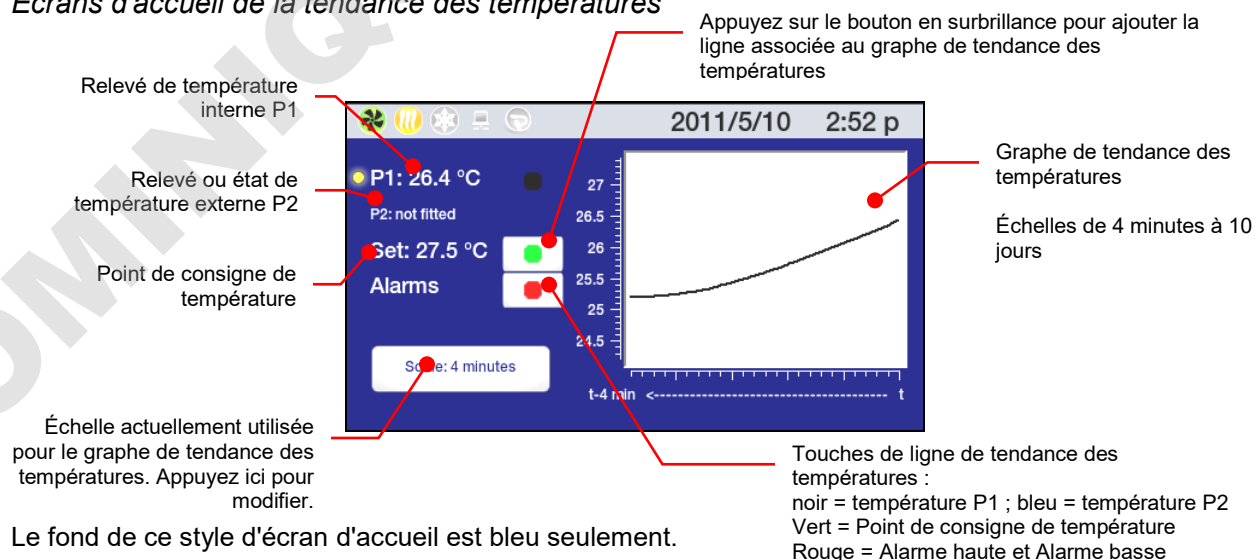 Écrans d'accueil de la tendance des températures
Appuyez sur le bouton en surbrillance pour ajouter la
ligne associée au graphe de tendance des
températures
Relevé de température
interne P1
Relevé ou état de
température externe P2
Point de consigne de
température
Échelle actuellement utilisée
pour le graphe de tendance des
températures. Appuyez ici pour
modifier.
2011/5/10 2:52 p
P1: 26.4 °C
P2: not fitted
Set: 27.5 °C
Alarms
Scale: 4 minutes
27
26.5
26
25.5
25
24.5
t-4 min <---------------------------------------------- t
Graphe de tendance des
températures
Échelles de 4 minutes à 10
jours
Touches de ligne de tendance des
températures :
noir = température P1 ; bleu = température P2
Vert = Point de consigne de température
Rouge = Alarme haute et Alarme basse
Le fond de ce style d'écran d'accueil est bleu seulement.
OMINIQ